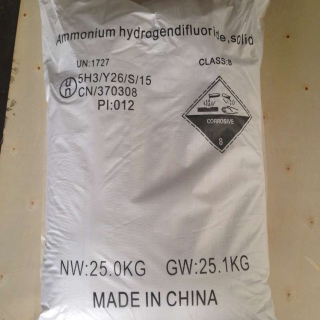 Ammonium hydrogendifluoride,solid
UN:1727
CLASS:8
5H3/Y26/S/15
CN/370308
PI:012
CORROSIVE
8
NW:25.0KG GW:25.1KG
MADE IN CHINA